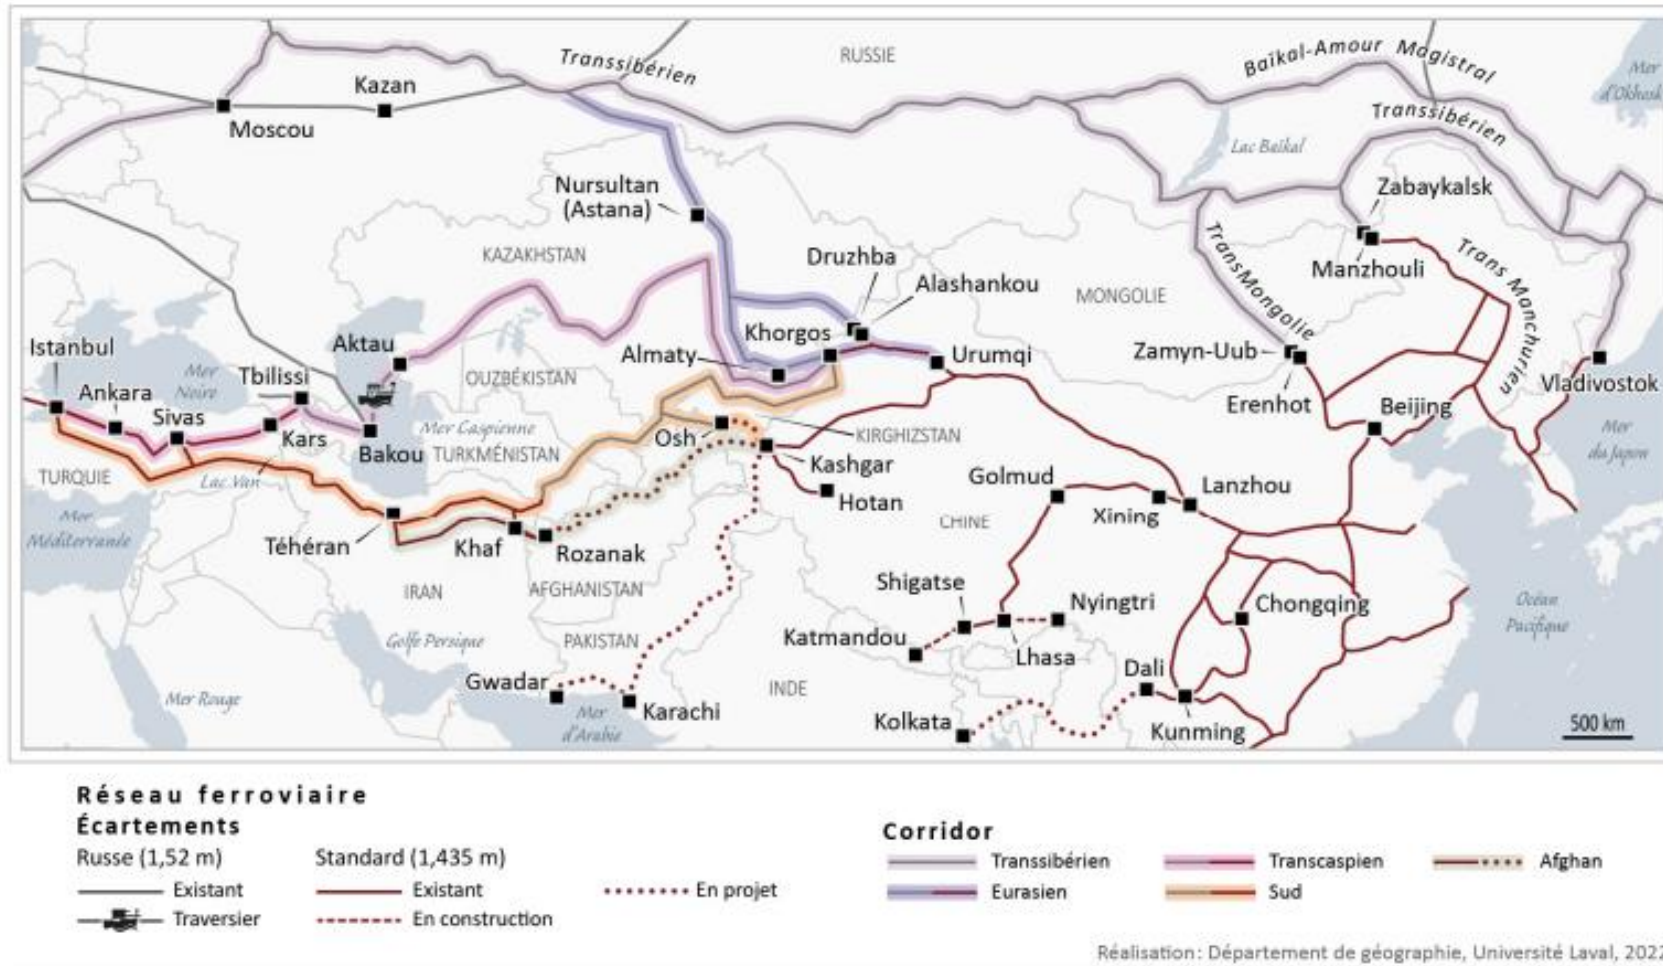 Transsibérien
RUSSIE
Baïkal-Amour Magistral
Mer
d'Okhosk
Kazan
Moscou
Transsibérien
Lac Baïkal
Nursultan
(Astana)
Zabaykalsk
KAZAKHSTAN
Druzhba
Alashankou
Manzhouli
Trans Manchurien
TransMongolie
MONGOLIE
Khorgos
Istanbul
Aktau
Almaty
Urumqi
Zamyn-Uub
Mer
Noire
Tbilissi
OUZBÉKISTAN
Vladivostok
Ankara
Sivas
Erenhot
Beijing
Kars
Bakou
Mer Caspienne
Osh
KIRGHIZSTAN
Mer
du Japon
TURKMÉNISTAN
Kashgar
TURQUIE
Lac Van
Golmud
Lanzhou
Hotan
Mer
Méditerranée
CHINE
Xining
Téhéran
Khaf
Rozanak
IRAN
AFGHANISTAN
Shigatse
Nyingtri
Chongqing
Océan
Pacifique
Golfe Persique
PAKISTAN
Katmandou
Lhasa
Dali
Gwadar
INDE
Mer Rouge
Karachi
Mer
d'Arabie
Kolkata
Kunming
500 km
Réseau ferroviaire
Écartements
Russe (1,52 m)
Standard (1,435 m)
Existant
Existant
En projet
Traversier
En construction
Corridor
Transsibérien
Transcaspien
Afghan
Eurasien
Sud
Réalisation: Département de géographie, Université Laval, 2022